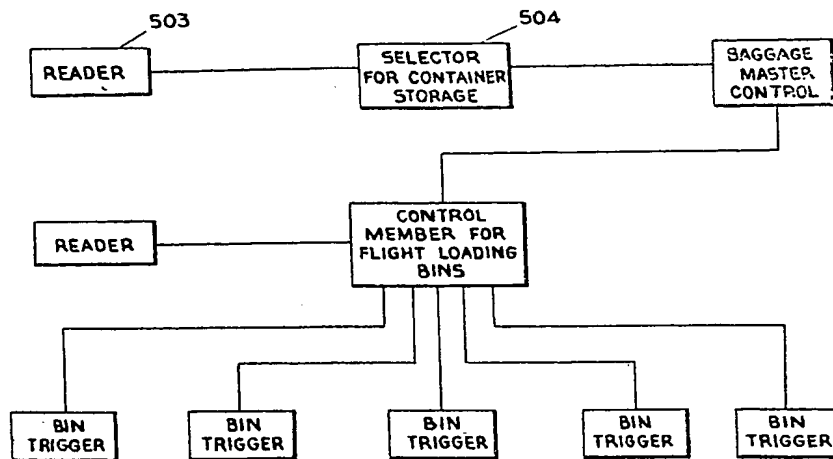 503
504
READER
SELECTOR
FOR CONTAINER
STORAGE
BAGGAGE
MASTER
CONTROL
READER
CONTROL
MEMBER FOR
FLIGHT LOADING
BINS
BIN
TRIGGER
BIN
TRIGGER
BIN
TRIGGER
BIN
TRIGGER
BIN
TRIGGER